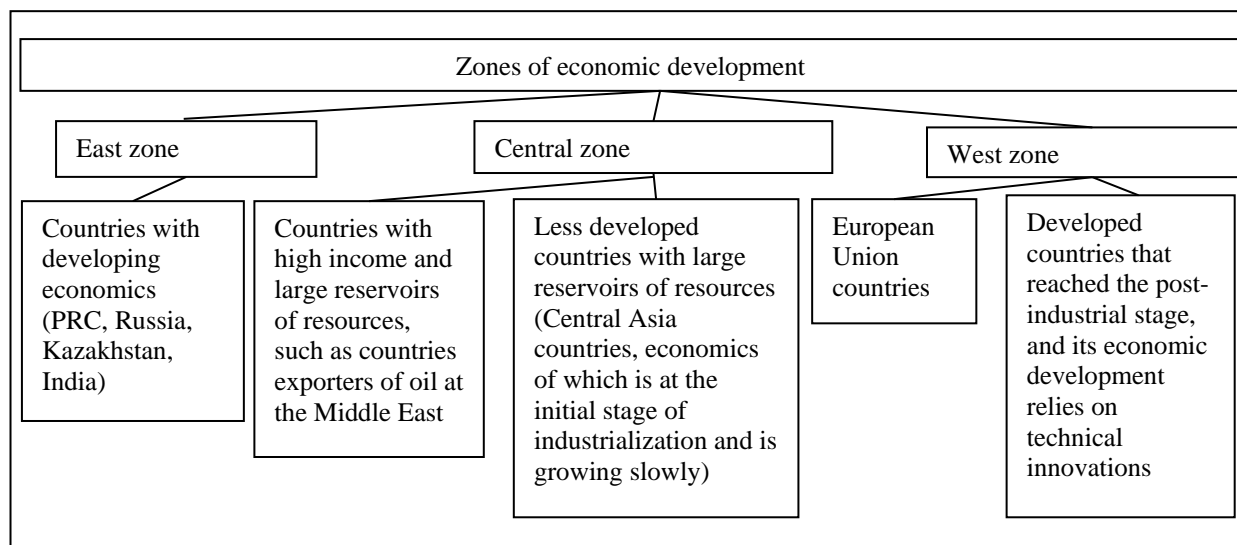 Zones of economic development
East zone
Central zone
West zone
Countries with
developing
economics
(PRC, Russia,
Kazakhstan,
India)
Countries with
high income and
large reservoirs
of resources,
such as countries
exporters of oil at
the Middle East
Less developed
countries with large
reservoirs of resources
(Central Asia
countries, economics
of which is at the
initial stage of
industrialization and is
growing slowly)
European
Union
countries
Developed
countries that
reached the post-
industrial stage,
and its economic
development
relies on
technical
innovations